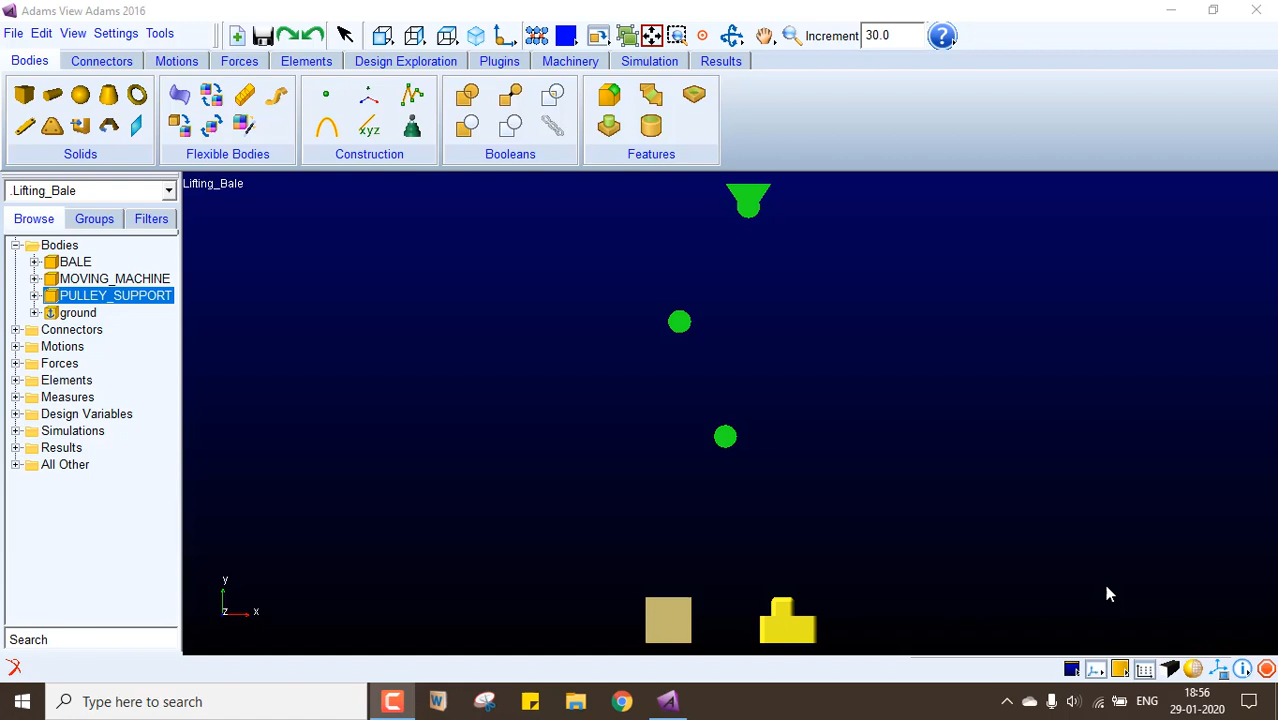 Adams View Adams 2016
File Edit View Settings Tools
Increment 30.0 ?
Bodies Connectors Motions Forces Elements Design Exploration Plugins Machinery Simulation Results
xyz
Solids Flexible Bodies Construction Booleans Features
.Lifting_Bale
Lifting_Bale
Browse Groups Filters
Bodies
BALE
MOVING_MACHINE
PULLEY_SUPPORT
ground
Connectors
Motions
Forces
Elements
Measures
Design Variables
Simulations
Results
All Other
y
z x
Search
Type here to search
W
ENG
18:56
29-01-2020